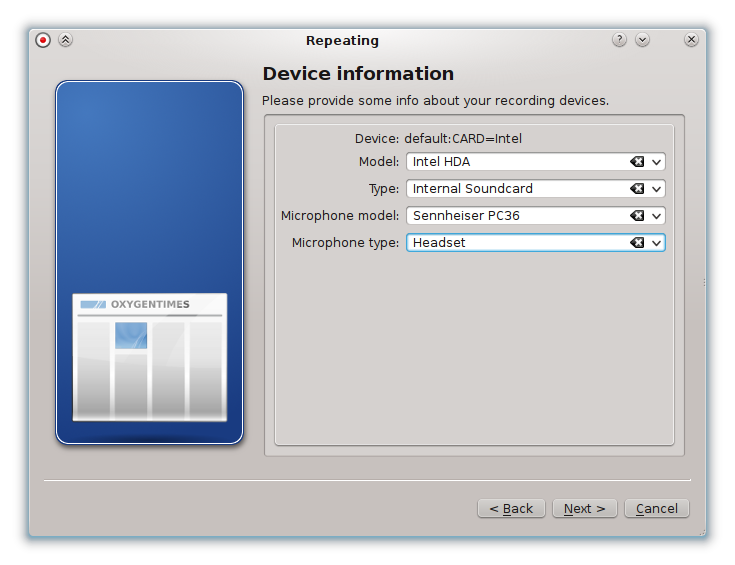 Repeating
Device information
Please provide some info about your recording devices.
Device: default:CARD=Intel
Model: Intel HDA
Type: Internal Soundcard
Microphone model: Sennheiser PC36
Microphone type: Headset
OXYGENTIMES
< Back Next > Cancel